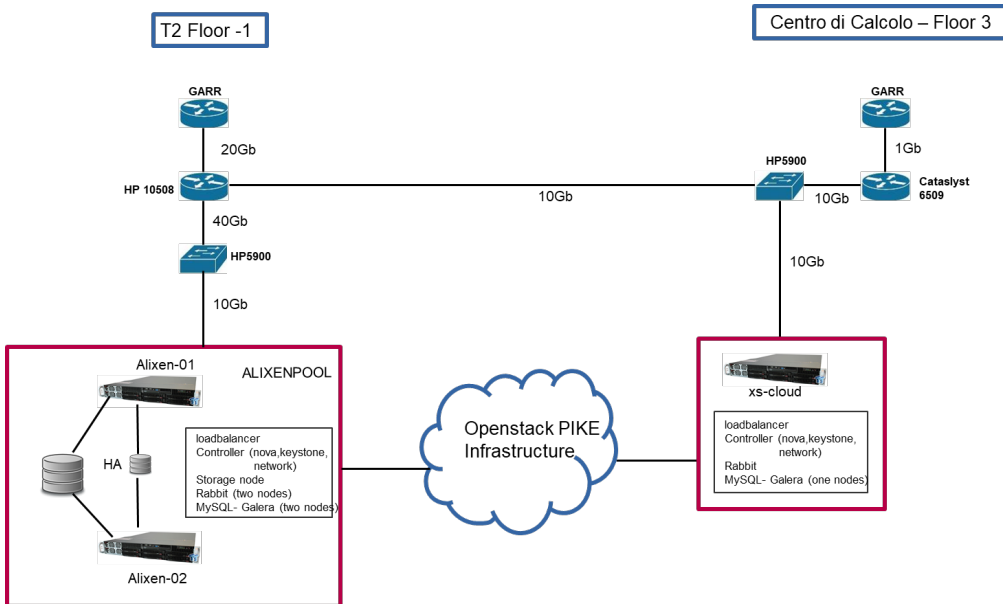 T2 Floor -1
Centro di Calcolo – Floor 3
GARR
GARR
20Gb
1Gb
HP 10508
HP5900
Cataslyst
6509
10Gb
10Gb
40Gb
HP5900
10Gb
10Gb
Alixen-01
ALIXENPOOL
HA
loadbalancer
Controller (nova,keystone,
network)
Storage node
Rabbit (two nodes)
MySQL- Galera (two nodes)
Alixen-02
Openstack PIKE
Infrastructure
xs-cloud
loadbalancer
Controller (nova,keystone,
network)
Rabbit
MySQL- Galera (one nodes)